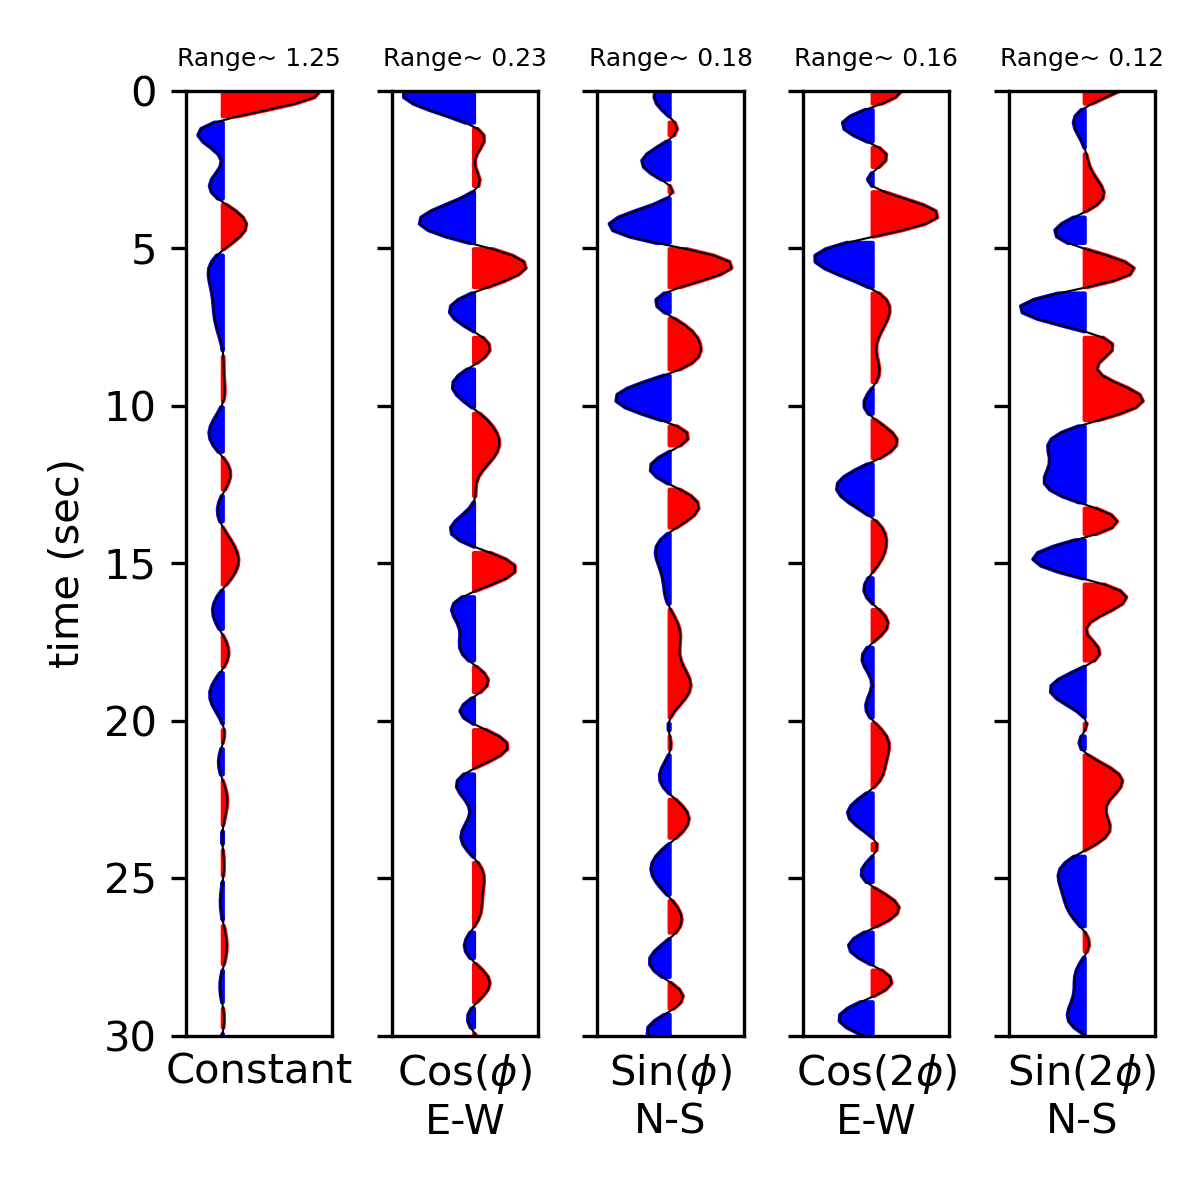 Range~ 1.25 Range~ 0.23 Range~ 0.18 Range~ 0.16 Range~ 0.12
0
5
10
15
20
25
30
time (sec)
Constant Cos(ϕ) Sin(ϕ) Cos(2ϕ) Sin(2ϕ)
E-W N-S E-W N-S